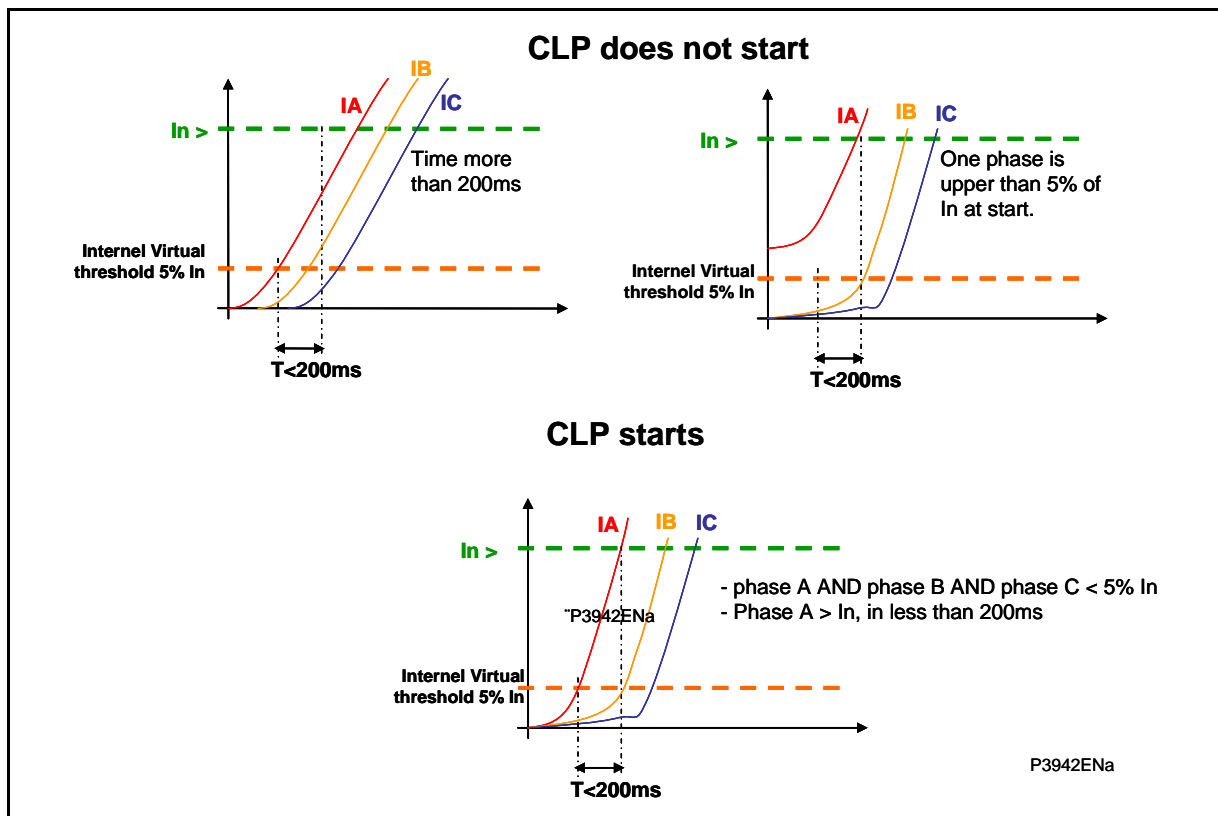 CLP does not start
IA
IB
IC
In >
Time more
than 200ms
Internel Virtual
threshold 5% In
T<200ms
IA
IB
IC
In >
One phase is
upper than 5% of
In at start.
Internel Virtual
threshold 5% In
T<200ms
CLP starts
IA
IB
IC
In >
- phase A AND phase B AND phase C < 5% In
- Phase A > In, in less than 200ms
¨P3942ENa
Internel Virtual
threshold 5% In
T<200ms
P3942ENa